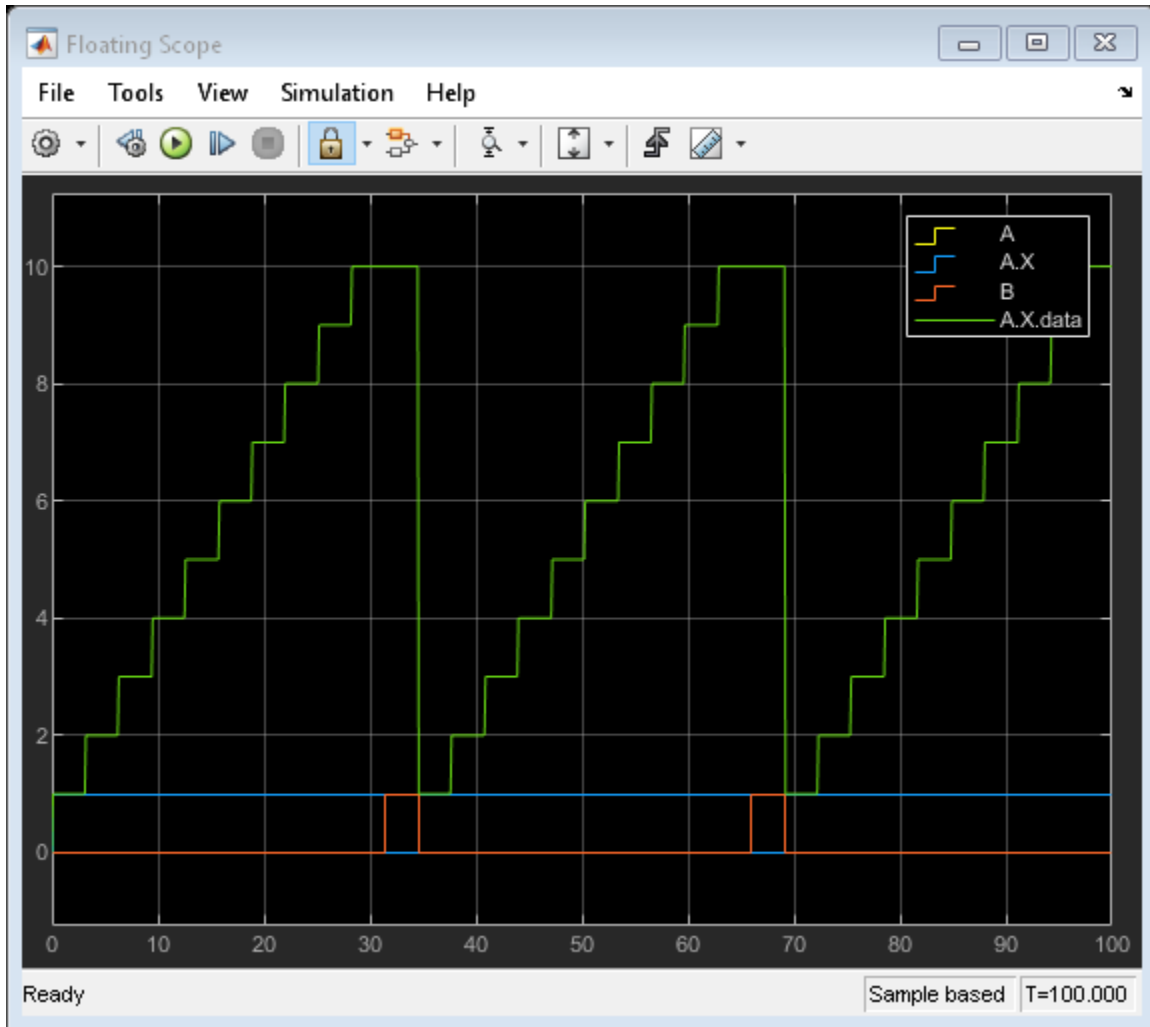 Floating Scope
File Tools View Simulation Help
A
A.X
B
A.X.data
10
8
6
4
2
0
0 10 20 30 40 50 60 70 80 90 100
Ready Sample based T=100.000